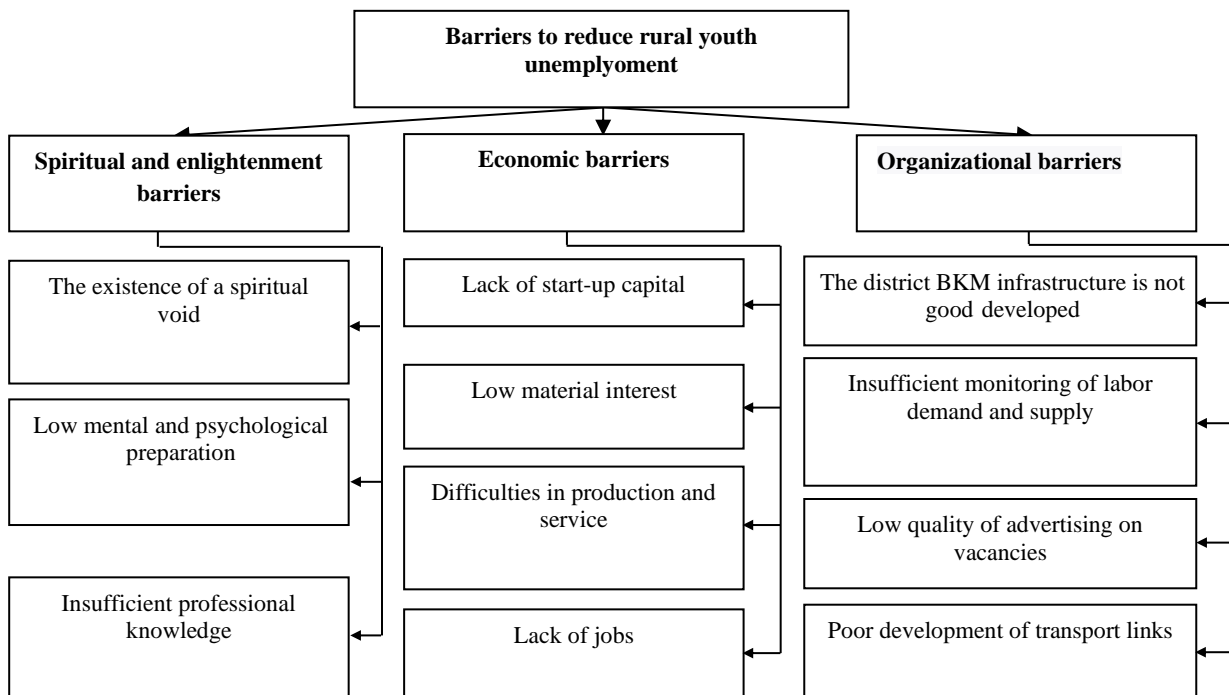 Barriers to reduce rural youth
unemplyoment
Spiritual and enlightenment
barriers
Economic barriers
Organizational barriers
The existence of a spiritual
void
Low mental and psychological
preparation
Insufficient professional
knowledge
Lack of start-up capital
Low material interest
Difficulties in production and
service
Lack of jobs
The district BKM infrastructure is not
good developed
Insufficient monitoring of labor
demand and supply
Low quality of advertising on
vacancies
Poor development of transport links